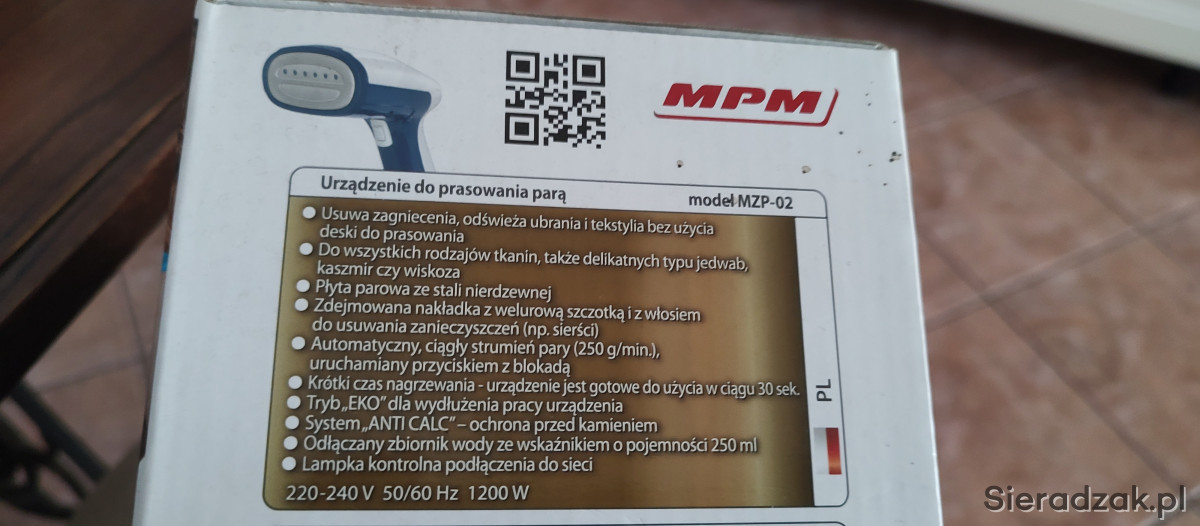 MPM
Urządzenie do prasowania parą
model MZP-02
Usuwa zagniecenia, odświeża ubrania i tekstylia bez użycia
deski do prasowania
Do wszystkich rodzajów tkanin, także delikatnych typu jedwab,
kaszmir czy wiskoza
Płyta parowa ze stali nierdzewnej
Zdejmowana nakładka z welurową szczotką i z włosiem
do usuwania zanieczyszczeń (np. sierści)
Automatyczny, ciągły strumień pary (250 g/min.),
uruchamiany przyciskiem z blokadą
Krótki czas nagrzewania - urządzenie jest gotowe do użycia w ciągu 30 sek.
Tryb „EKO” dla wydłużenia pracy urządzenia
System „ANTI CALC” – ochrona przed kamieniem
Odłączany zbiornik wody ze wskaźnikiem o pojemności 250 ml
Lampka kontrolna podłączenia do sieci
220-240 V 50/60 Hz 1200 W
PL
Sieradzak.pl